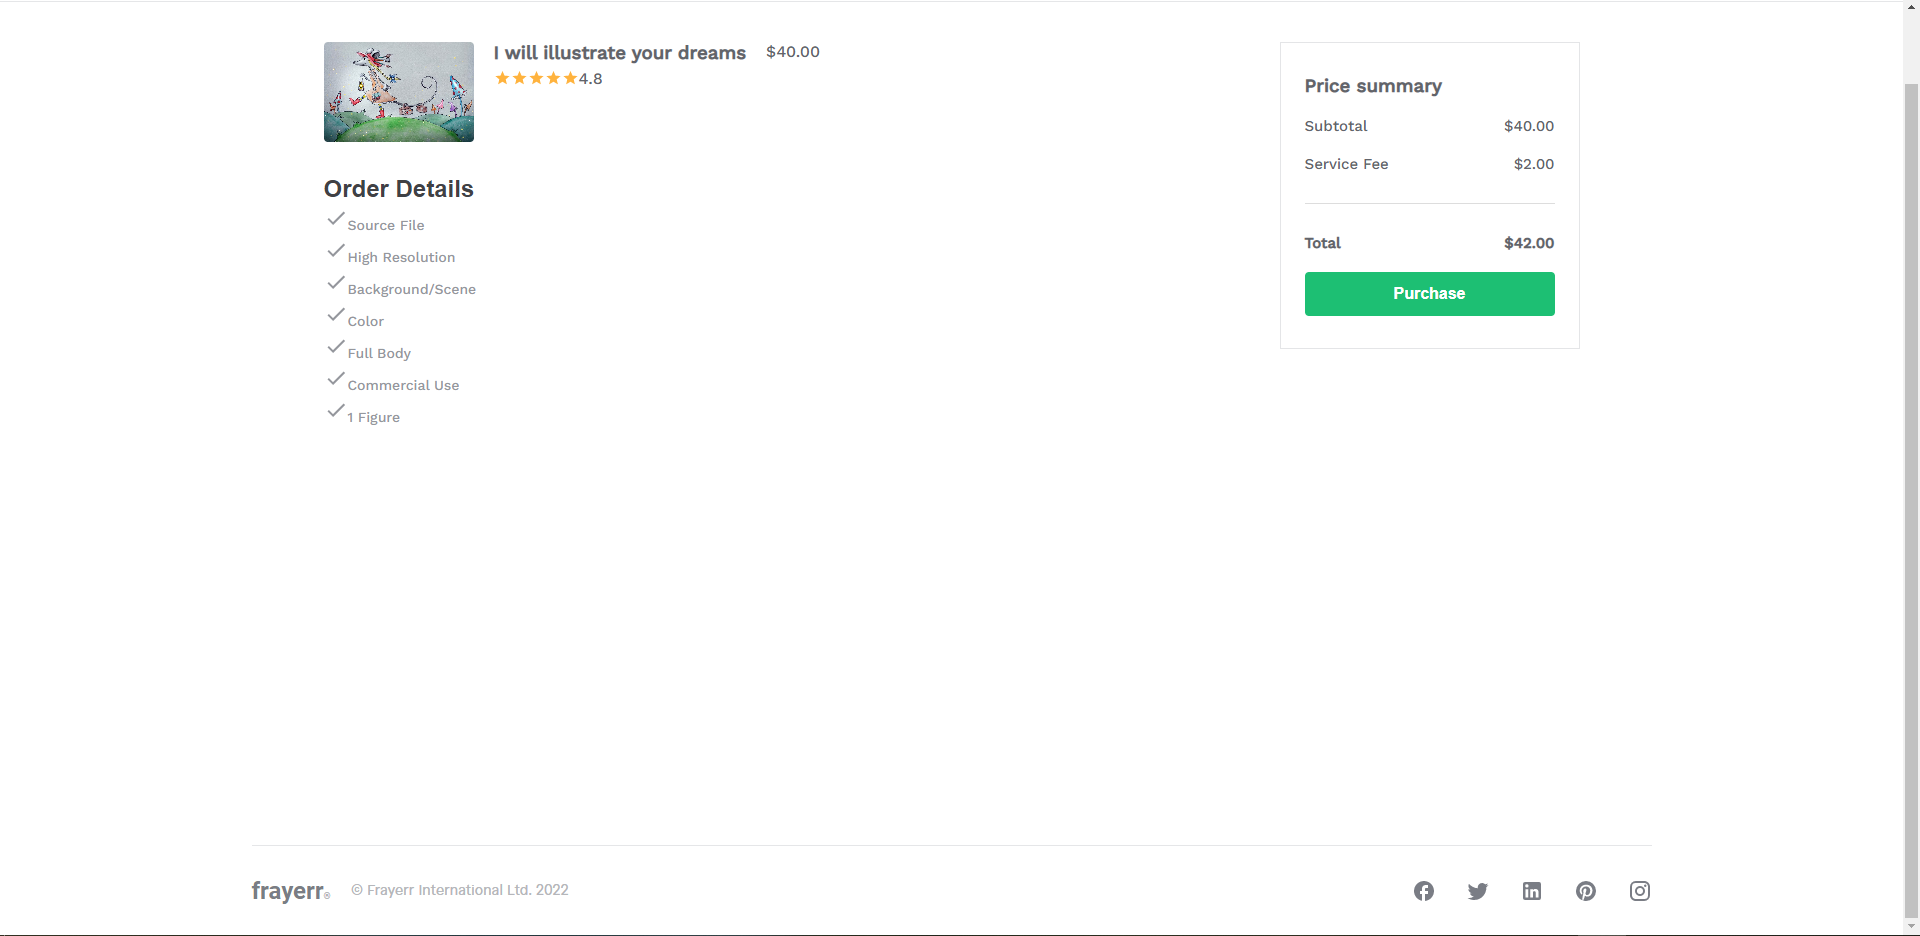 I will illustrate your dreams $40.00
4.8
Order Details
Source File
High Resolution
Background/Scene
Color
Full Body
Commercial Use
1 Figure
Price summary
Subtotal $40.00
Service Fee $2.00
Total $42.00
Purchase
frayerr® © Frayerr International Ltd. 2022